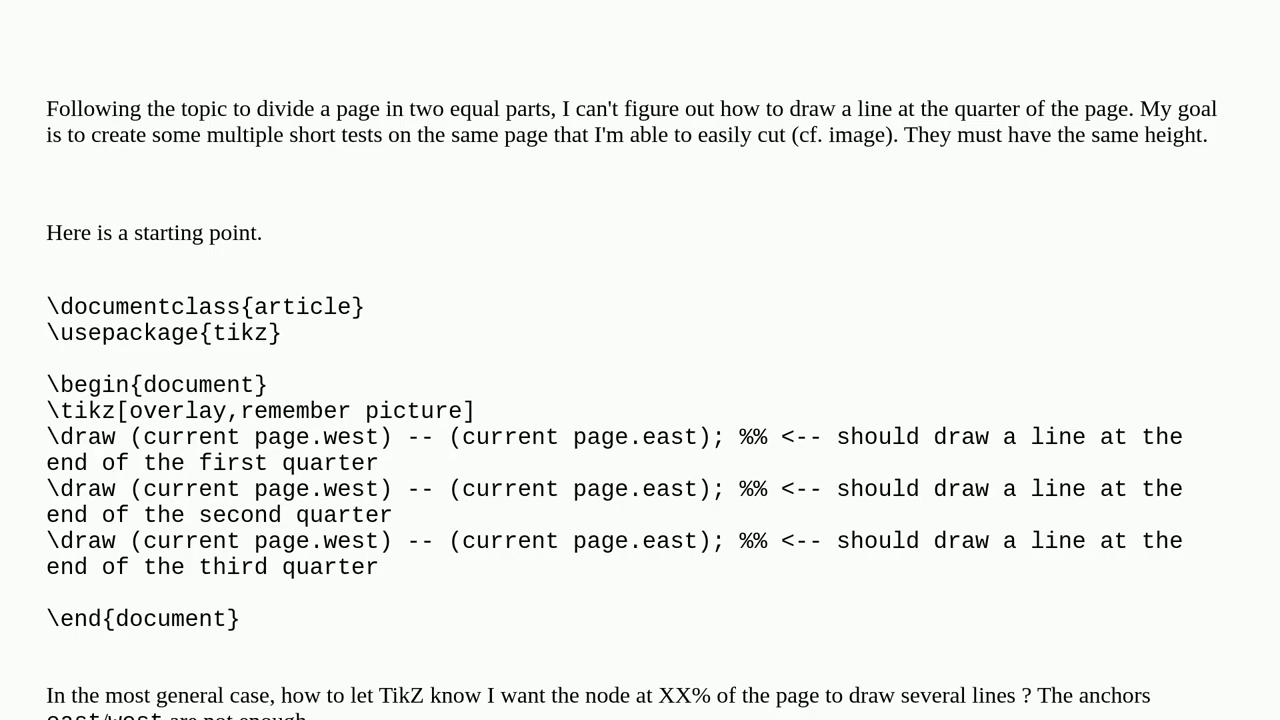 Following the topic to divide a page in two equal parts, I can't figure out how to draw a line at the quarter of the page. My goal
is to create some multiple short tests on the same page that I'm able to easily cut (cf. image). They must have the same height.
Here is a starting point.
\documentclass{article}
\usepackage{tikz}
\begin{document}
\tikz[overlay,remember picture]
\draw (current page.west) -- (current page.east); %% <-- should draw a line at the
end of the first quarter
\draw (current page.west) -- (current page.east); %% <-- should draw a line at the
end of the second quarter
\draw (current page.west) -- (current page.east); %% <-- should draw a line at the
end of the third quarter
\end{document}
In the most general case, how to let TikZ know I want the node at XX% of the page to draw several lines ? The anchors
east/west are not enough